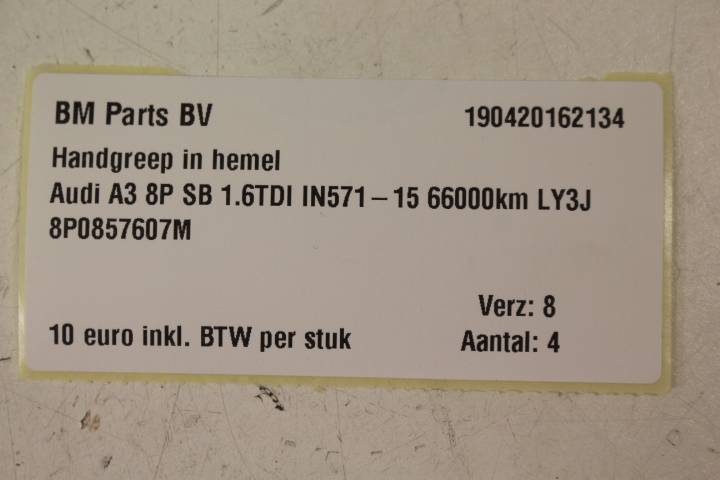 BM Parts BV 190420162134
Handgreep in hemel
Audi A3 8P SB 1.6TDI IN571 – 15 66000km LY3J
8P0857607M
Verz: 8
10 euro inkl. BTW per stuk Aantal: 4